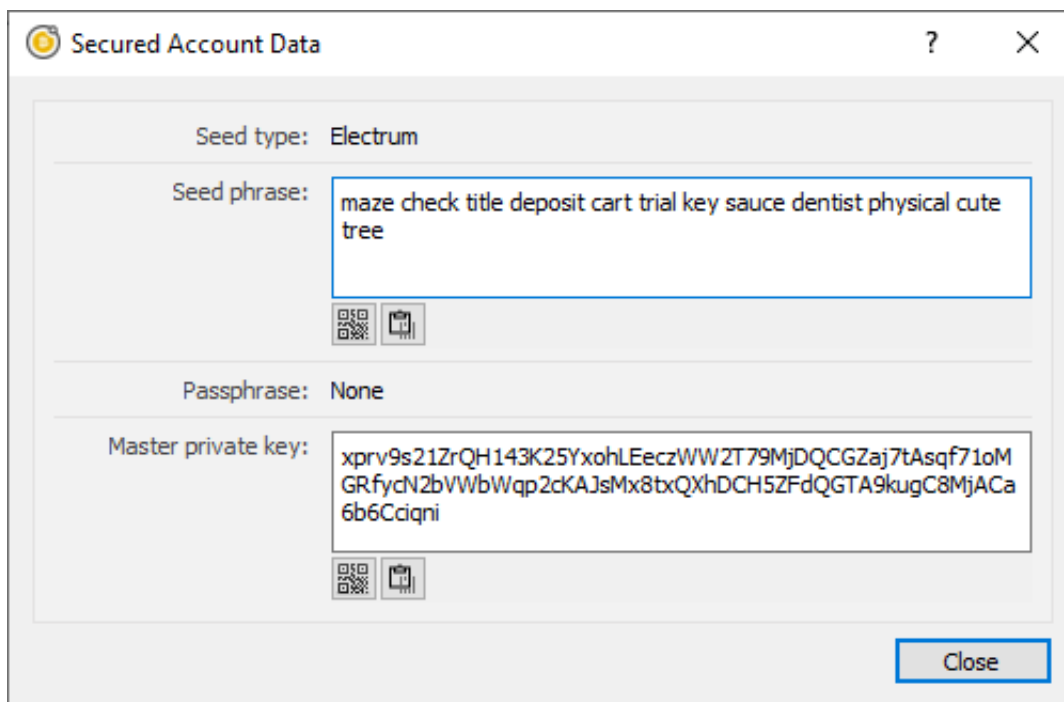 Secured Account Data
?
Seed type: Electrum
Seed phrase: maze check title deposit cart trial key sauce dentist physical cute
tree
Passphrase: None
Master private key: xprv9s21ZrQH143K25YxohLEeczWW2T79MjDQCGZaj7tAsqf71oM
GRfycN2bVWbWqp2cKAJsMx8txQXhDCH5ZFdQGTA9kugC8MjACa
6b6Cciqni
Close